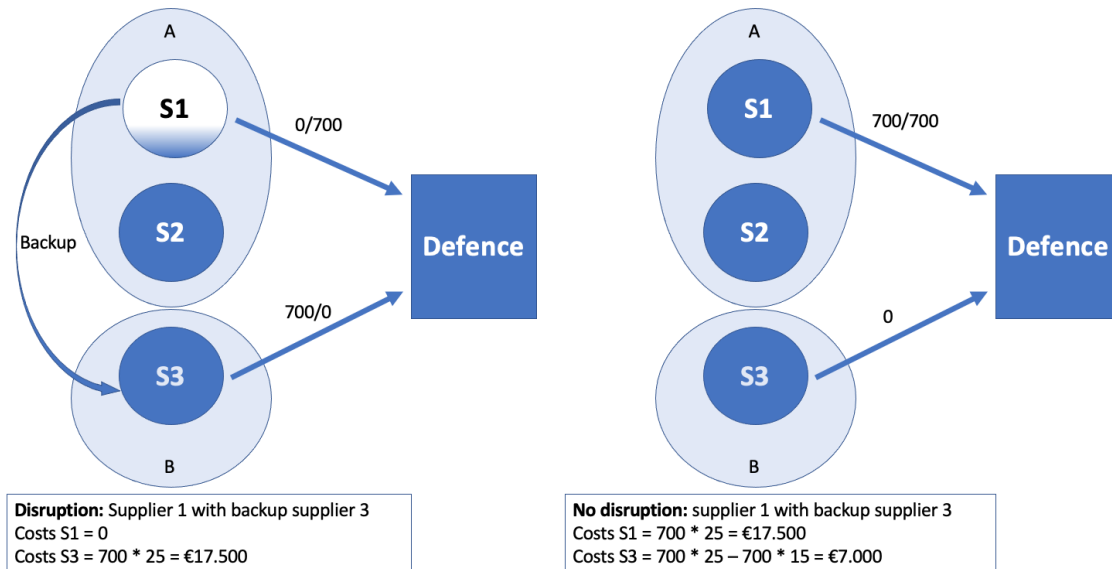 A
S1
0/700
S2
Backup
Defence
700/0
S3
B
Disruption: Supplier 1 with backup supplier 3
Costs S1 = 0
Costs S3 = 700 * 25 = €17.500
A
S1
700/700
S2
Defence
0
S3
B
No disruption: supplier 1 with backup supplier 3
Costs S1 = 700 * 25 = €17.500
Costs S3 = 700 * 25 – 700 * 15 = €7.000